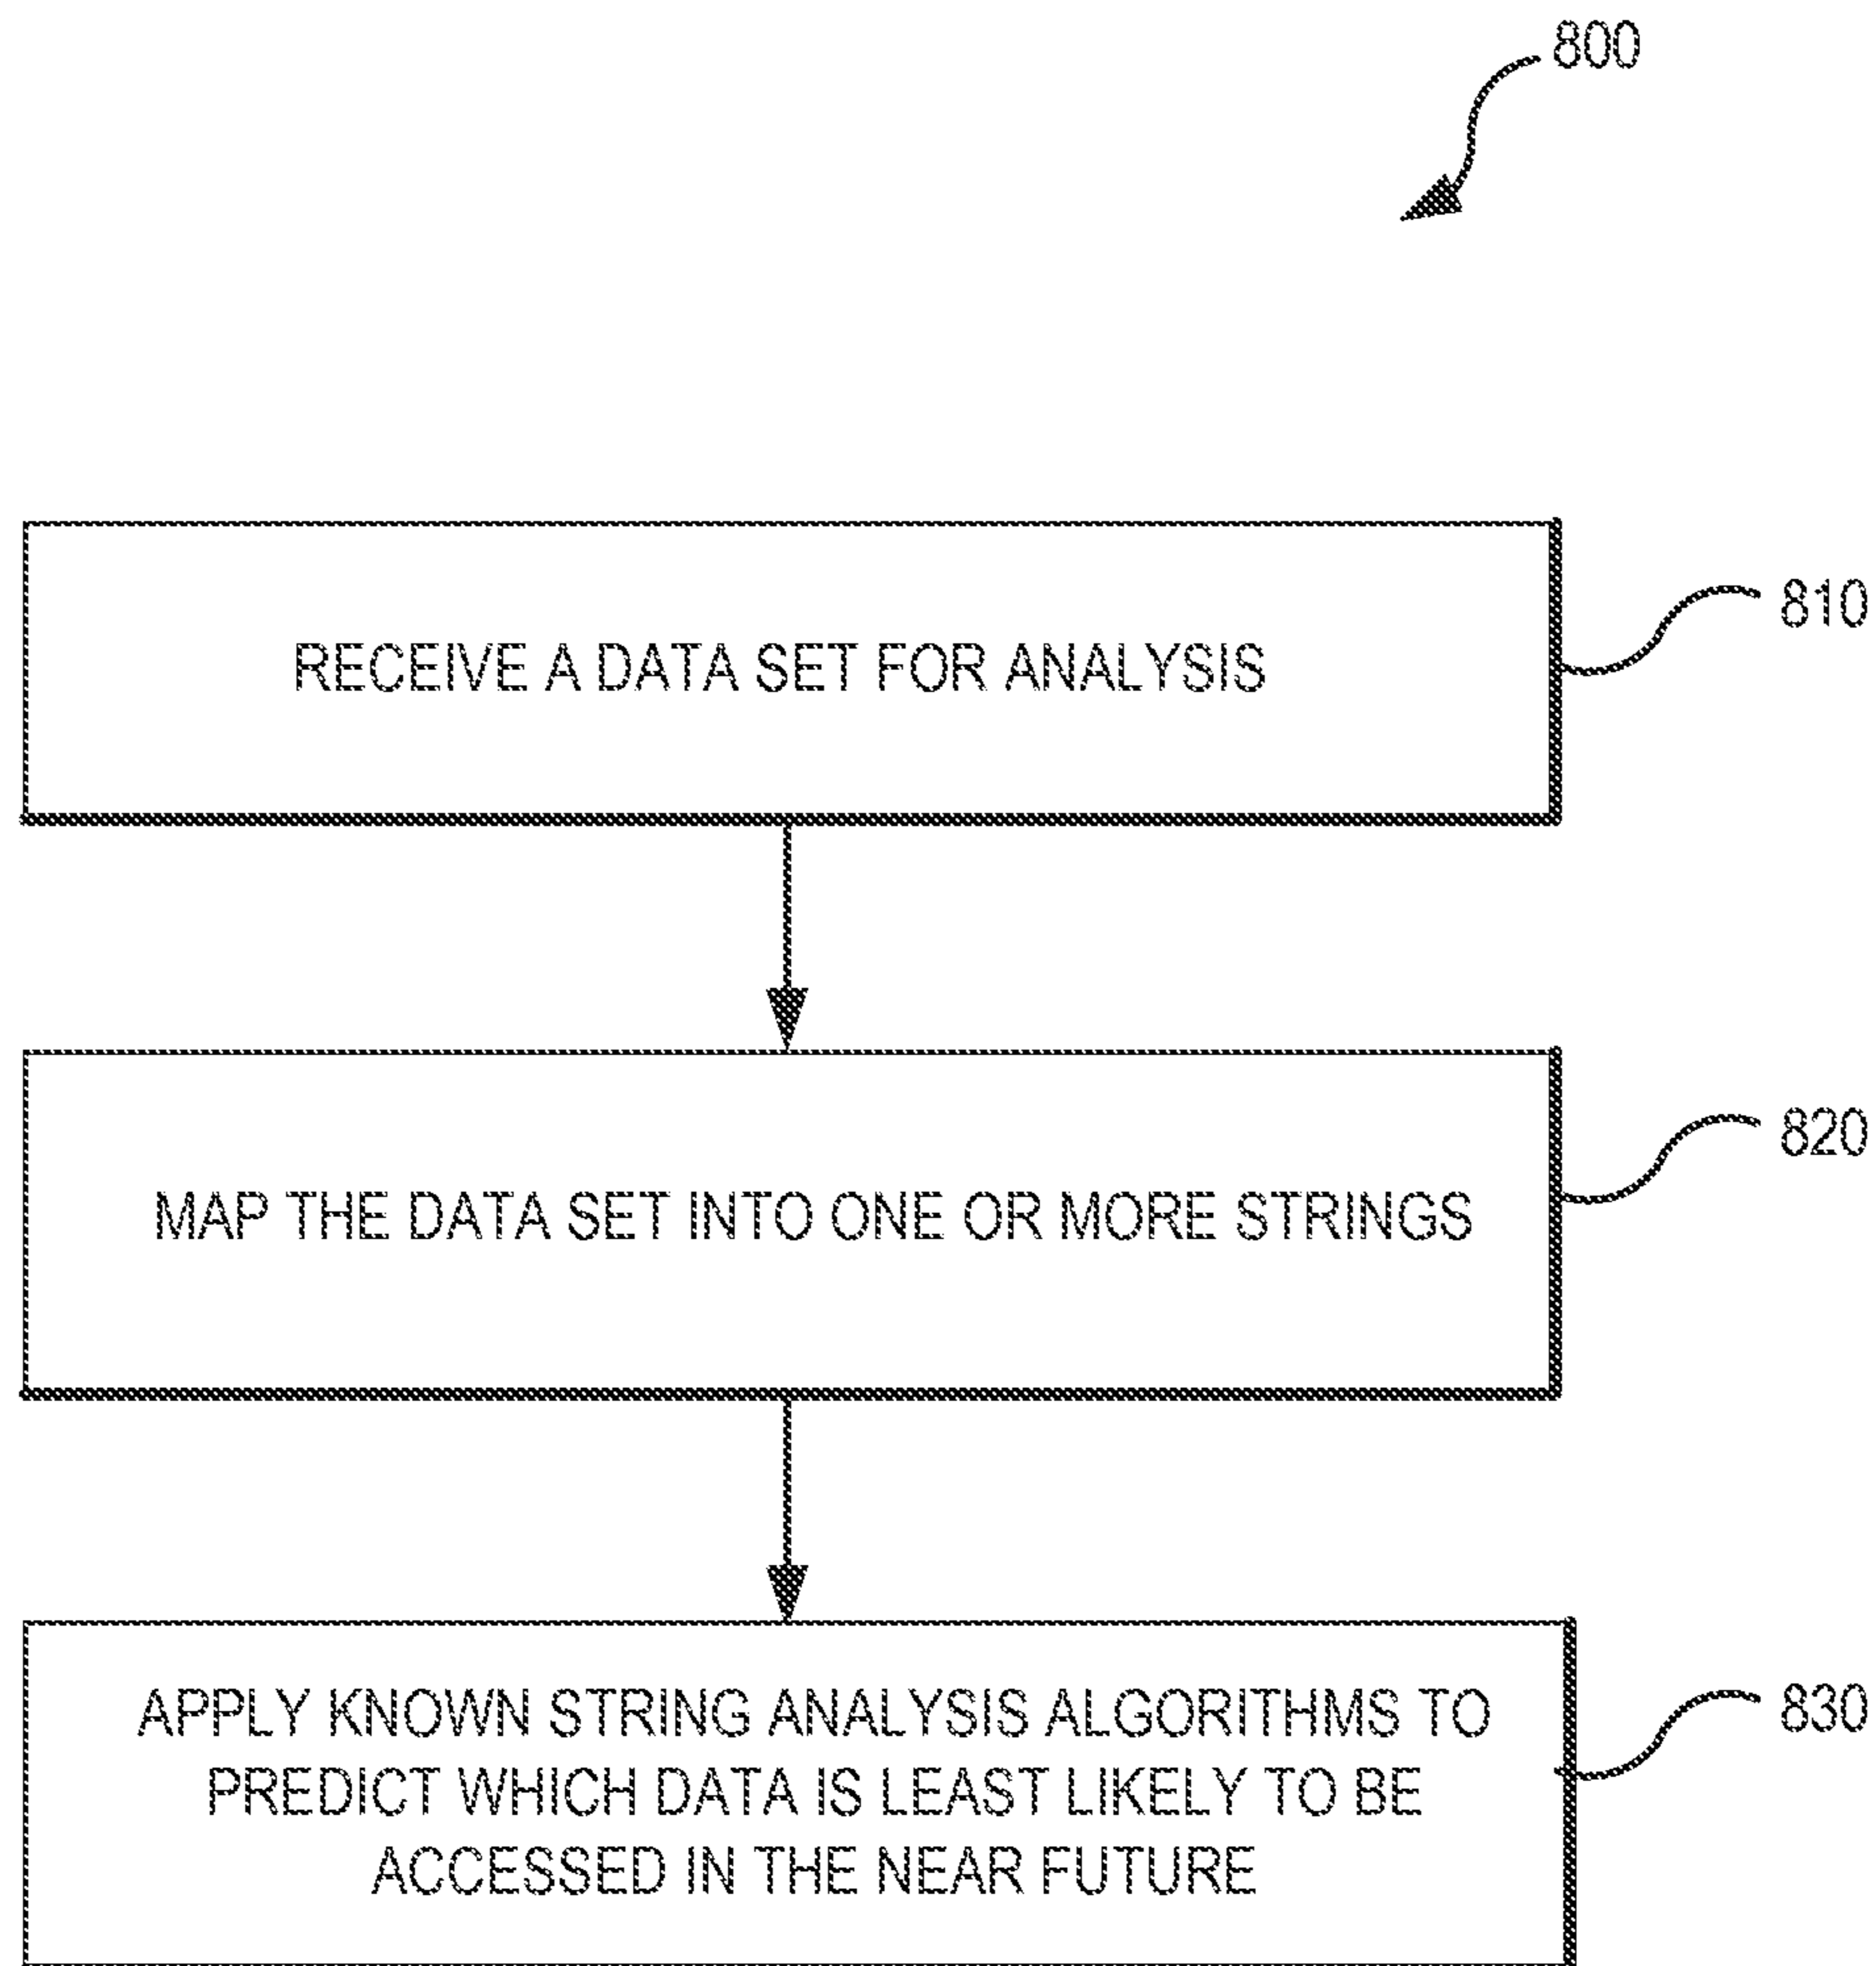 800
RECEIVE A DATA SET FOR ANALYSIS
810
MAP THE DATA SET INTO ONE OR MORE STRINGS
820
APPLY KNOWN STRING ANALYSIS ALGORITHMS TO
PREDICT WHICH DATA IS LEAST LIKELY TO BE
ACCESSED IN THE NEAR FUTURE
830